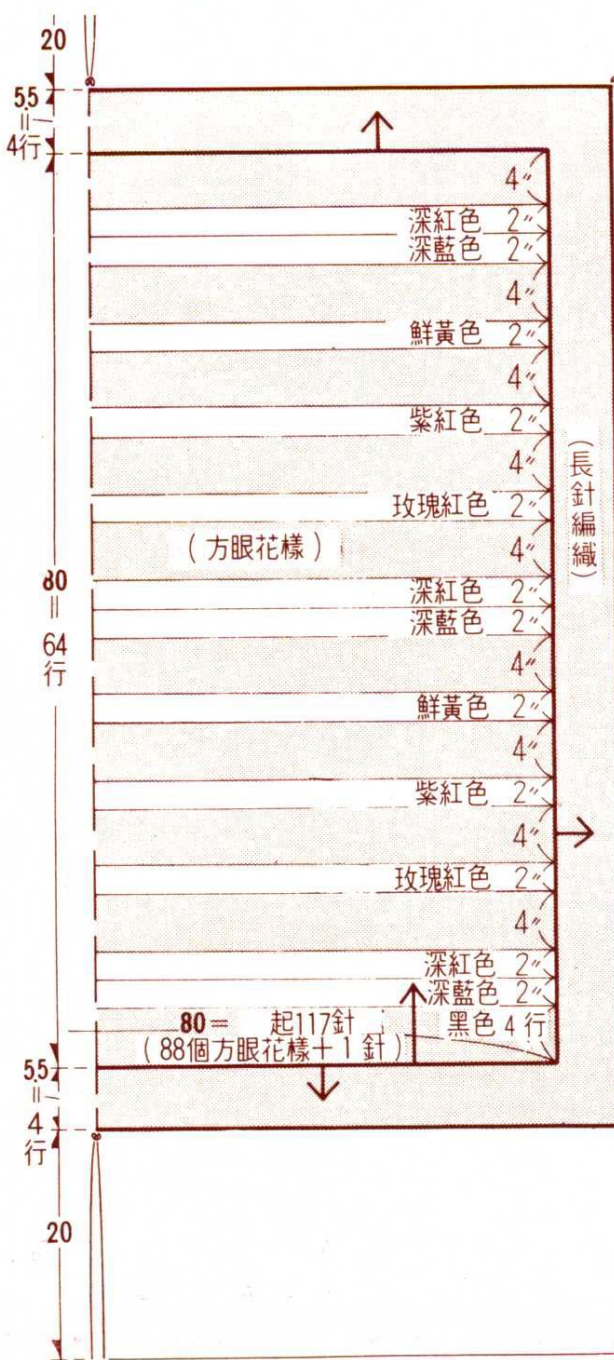 20
5.5
=
4行
4〃
深紅色 2〃
深藍色 2〃
4〃
鮮黃色 2〃
4〃
紫紅色 2〃
4〃
(長針編織)
玫瑰紅色 2〃
(方眼花樣)
4〃
80
=
64
行
深紅色 2〃
深藍色 2〃
4〃
鮮黃色 2〃
4〃
紫紅色 2〃
4〃
玫瑰紅色 2〃
4〃
深紅色 2〃
深藍色 2〃
80= 起117針
黑色4行
(88個方眼花樣+1針)
5.5
=
4
行
20